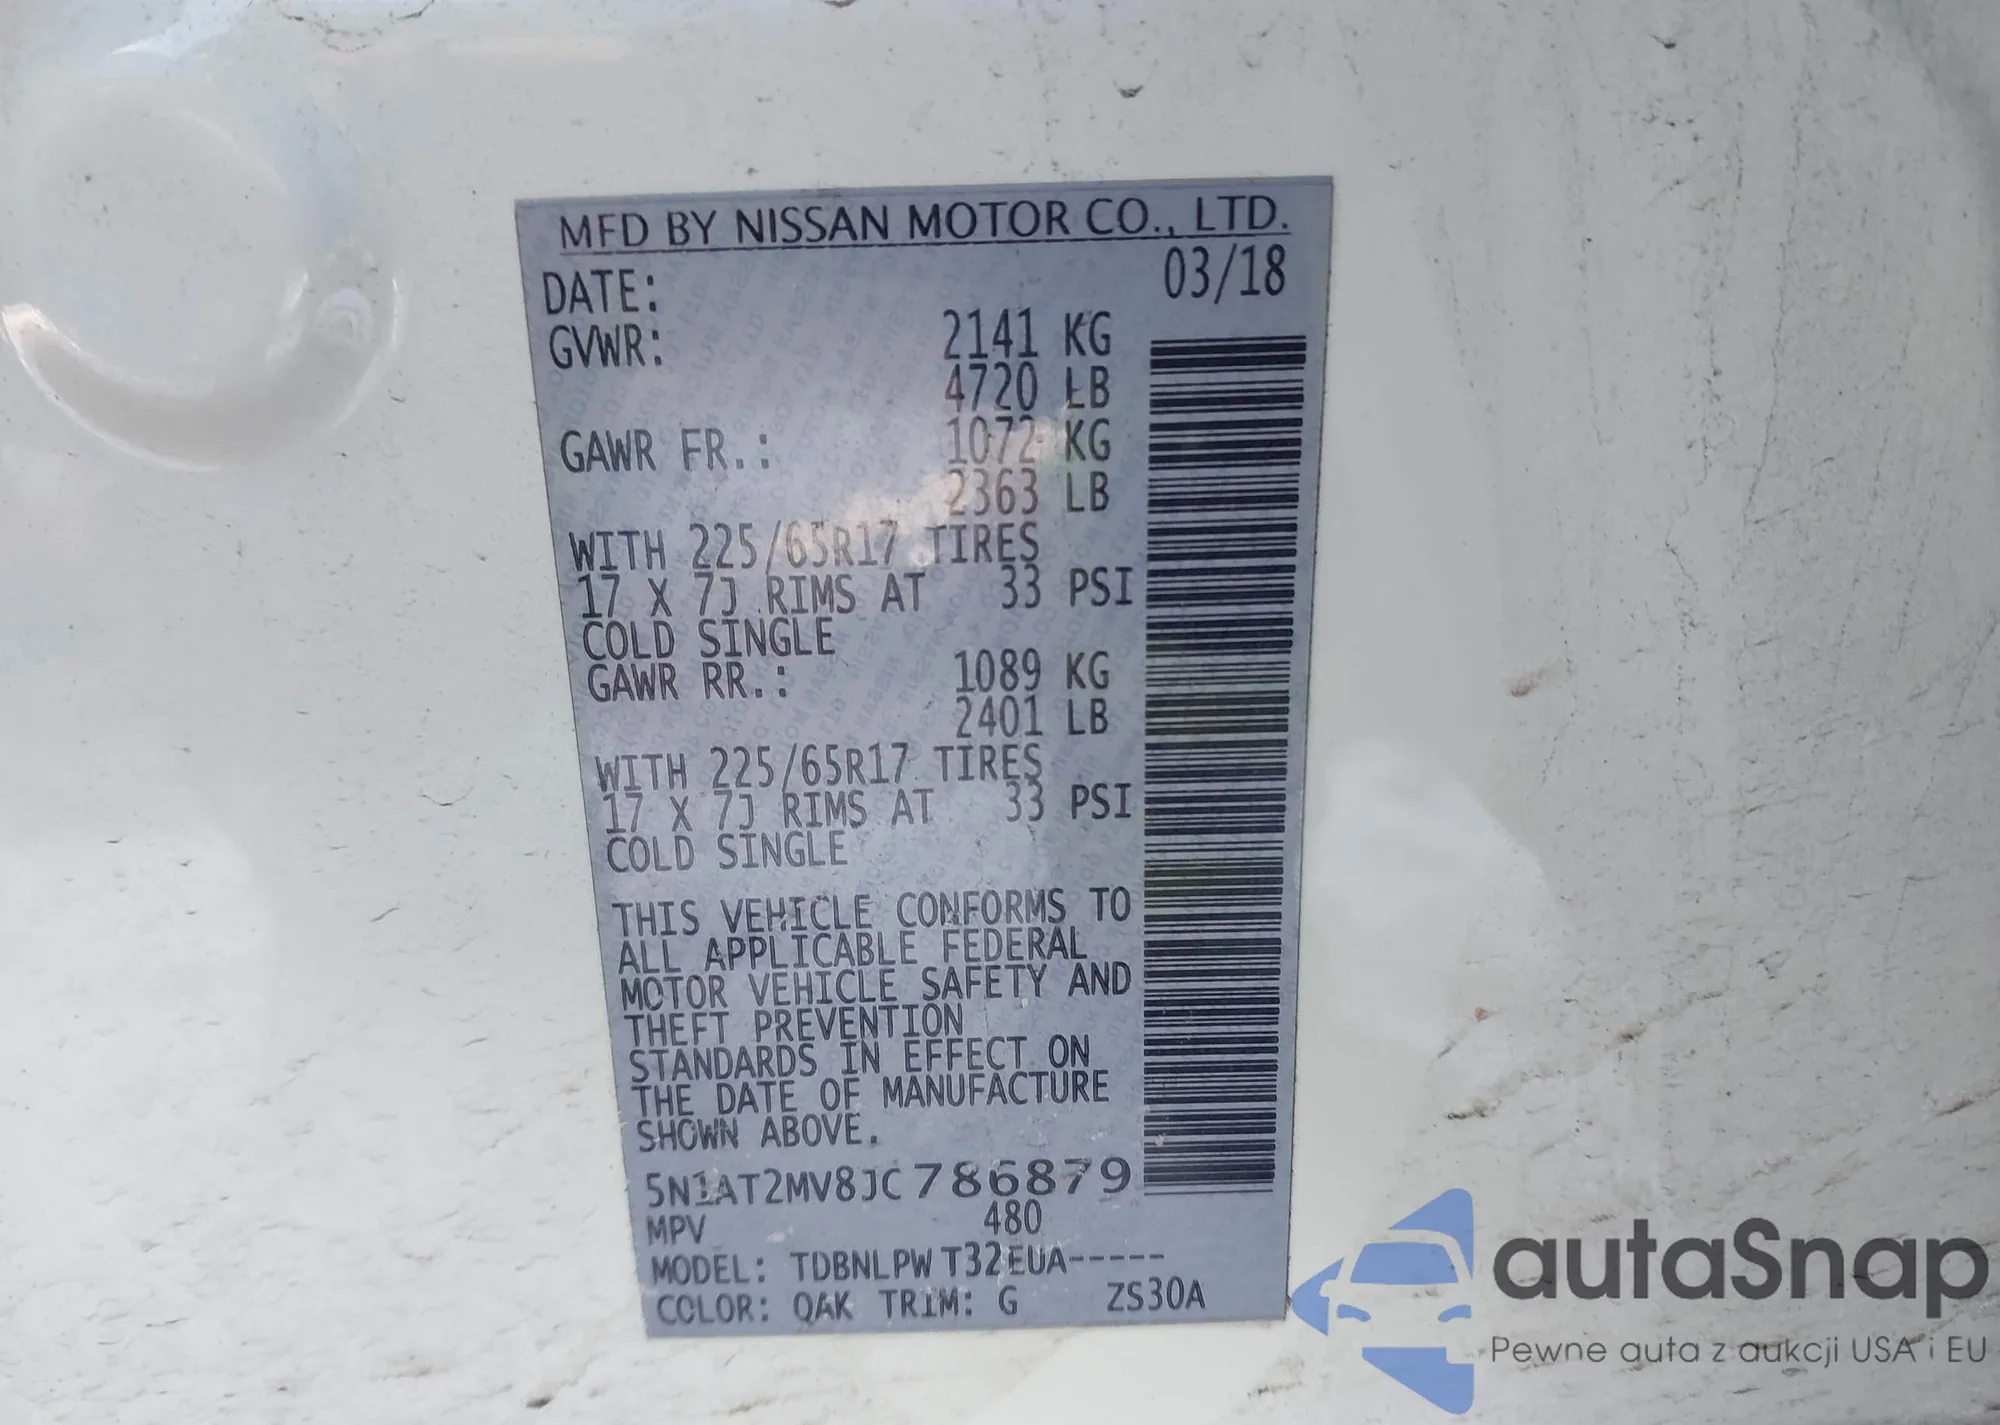 MFD BY NISSAN MOTOR CO., LTD.
DATE: 03/18
GVWR: 2141 KG
4720 LB
GAWR FR.: 1072 KG
2363 LB
WITH 225/65R17 TIRES
17 X 7J RIMS AT 33 PSI
COLD SINGLE
GAWR RR.: 1089 KG
2401 LB
WITH 225/65R17 TIRES
17 X 7J RIMS AT 33 PSI
COLD SINGLE
THIS VEHICLE CONFORMS TO
ALL APPLICABLE FEDERAL
MOTOR VEHICLE SAFETY AND
THEFT PREVENTION
STANDARDS IN EFFECT ON
THE DATE OF MANUFACTURE
SHOWN ABOVE.
5N1AT2MV8JC786879
MPV 480
MODEL: TDBNLPW T32EUA-----
COLOR: QAK TRIM: G ZS30A
autaSnap
Pewne auta z aukcji USA i EU